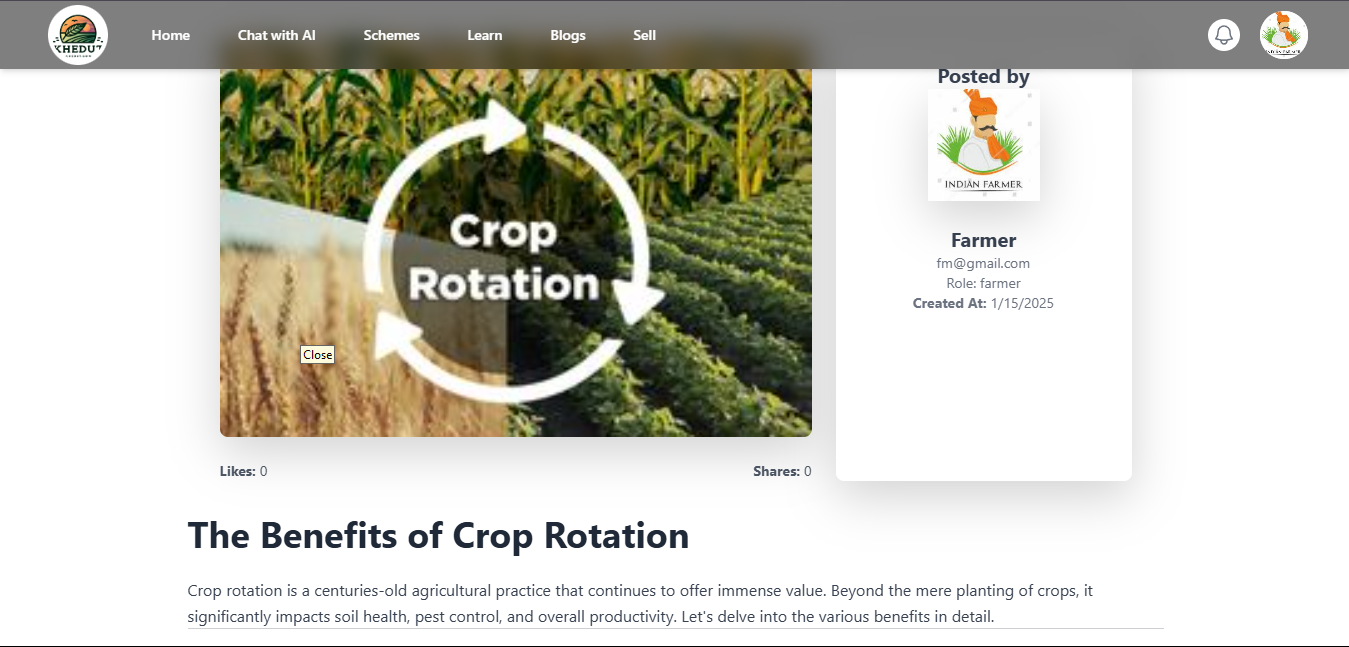 KHEDUT
Home
Chat with AI
Schemes
Learn
Blogs
Sell
Posted by
INDIAN FARMER
Crop
Rotation
Farmer
fm@gmail.com
Role: farmer
Created At: 1/15/2025
Close
Likes: 0
Shares: 0
The Benefits of Crop Rotation
Crop rotation is a centuries-old agricultural practice that continues to offer immense value. Beyond the mere planting of crops, it
significantly impacts soil health, pest control, and overall productivity. Let's delve into the various benefits in detail.